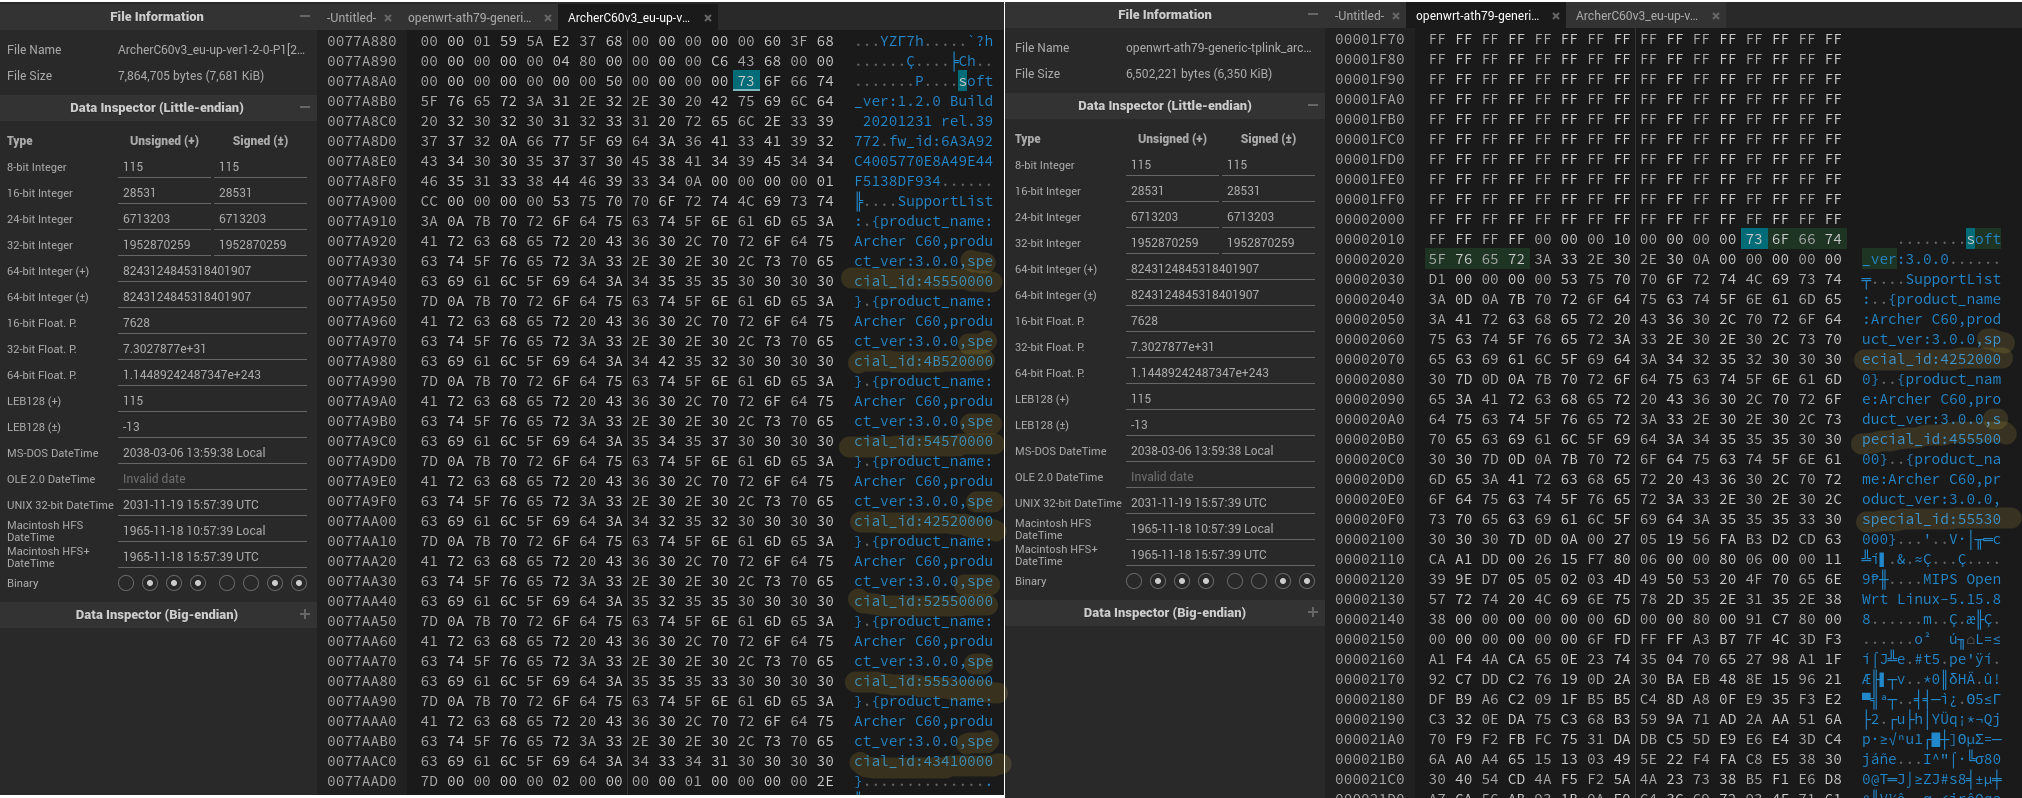 File Information
File Name ArcherC60v3_eu-up-ver1-2-0-P1[2...
File Size 7,864,705 bytes (7,681 KiB)
Data Inspector (Little-endian)
Type Unsigned (+) Signed (±)
8-bit Integer 115 115
16-bit Integer 28531 28531
24-bit Integer 6713203 6713203
32-bit Integer 1952870259 1952870259
64-bit Integer (+) 8243124845318401907
64-bit Integer (±) 8243124845318401907
16-bit Float. P. 7628
32-bit Float. P. 7.3027877e+31
64-bit Float. P. 1.14489242487347e+243
LEB128 (+) 115
LEB128 (±) -13
MS-DOS DateTime 2038-03-06 13:59:38 Local
OLE 2.0 DateTime Invalid date
UNIX 32-bit DateTime 2031-11-19 15:57:39 UTC
Macintosh HFS DateTime 1965-11-18 10:57:39 Local
Macintosh HFS+ DateTime 1965-11-18 15:57:39 UTC
Binary
Data Inspector (Big-endian)
-Untitled- × openwrt-ath79-generi... × ArcherC60v3_eu-up-v... ×
0077A880 00 00 01 59 5A E2 37 68 00 00 00 00 00 60 3F 68 ...YZΓ7h.....`?h
0077A890 00 00 00 00 04 80 00 00 00 00 C6 43 68 00 00 ......Ç....╞Ch..
0077A8A0 00 00 00 00 00 00 50 00 00 00 00 73 6F 66 74 .......P....soft
0077A8B0 5F 76 65 72 3A 31 2E 32 2E 30 20 42 75 69 6C 64 _ver:1.2.0 Build
0077A8C0 20 32 30 32 30 31 32 33 31 20 72 65 6C 2E 33 39  20201231 rel.39
0077A8D0 37 37 32 0A 66 77 5F 69 64 3A 36 41 33 41 39 32 772.fw_id:6A3A92
0077A8E0 43 34 30 30 35 37 37 30 45 38 41 34 39 45 34 34 C4005770E8A49E44
0077A8F0 46 35 31 33 38 44 46 39 33 34 0A 00 00 00 00 01 F5138DF934......
0077A900 CC 00 00 00 00 53 75 70 70 6F 72 74 4C 69 73 74 ╠....SupportList
0077A910 3A 0A 7B 70 72 6F 64 75 63 74 5F 6E 61 6D 65 3A :.{product_name:
0077A920 41 72 63 68 65 72 20 43 36 30 2C 70 72 6F 64 75 Archer C60,produ
0077A930 63 74 5F 76 65 72 3A 33 2E 30 2E 30 2C 73 70 65 ct_ver:3.0.0,spe
0077A940 63 69 61 6C 5F 69 64 3A 34 35 35 35 30 30 30 30 cial_id:45550000
0077A950 7D 0A 7B 70 72 6F 64 75 63 74 5F 6E 61 6D 65 3A }.{product_name:
0077A960 41 72 63 68 65 72 20 43 36 30 2C 70 72 6F 64 75 Archer C60,produ
0077A970 63 74 5F 76 65 72 3A 33 2E 30 2E 30 2C 73 70 65 ct_ver:3.0.0,spe
0077A980 63 69 61 6C 5F 69 64 3A 34 42 35 32 30 30 30 30 cial_id:4B520000
0077A990 7D 0A 7B 70 72 6F 64 75 63 74 5F 6E 61 6D 65 3A }.{product_name:
0077A9A0 41 72 63 68 65 72 20 43 36 30 2C 70 72 6F 64 75 Archer C60,produ
0077A9B0 63 74 5F 76 65 72 3A 33 2E 30 2E 30 2C 73 70 65 ct_ver:3.0.0,spe
0077A9C0 63 69 61 6C 5F 69 64 3A 35 34 35 37 30 30 30 30 cial_id:54570000
0077A9D0 7D 0A 7B 70 72 6F 64 75 63 74 5F 6E 61 6D 65 3A }.{product_name:
0077A9E0 41 72 63 68 65 72 20 43 36 30 2C 70 72 6F 64 75 Archer C60,produ
0077A9F0 63 74 5F 76 65 72 3A 33 2E 30 2E 30 2C 73 70 65 ct_ver:3.0.0,spe
0077AA00 63 69 61 6C 5F 69 64 3A 34 32 35 32 30 30 30 30 cial_id:42520000
0077AA10 7D 0A 7B 70 72 6F 64 75 63 74 5F 6E 61 6D 65 3A }.{product_name:
0077AA20 41 72 63 68 65 72 20 43 36 30 2C 70 72 6F 64 75 Archer C60,produ
0077AA30 63 74 5F 76 65 72 3A 33 2E 30 2E 30 2C 73 70 65 ct_ver:3.0.0,spe
0077AA40 63 69 61 6C 5F 69 64 3A 35 32 35 35 30 30 30 30 cial_id:52550000
0077AA50 7D 0A 7B 70 72 6F 64 75 63 74 5F 6E 61 6D 65 3A }.{product_name:
0077AA60 41 72 63 68 65 72 20 43 36 30 2C 70 72 6F 64 75 Archer C60,produ
0077AA70 63 74 5F 76 65 72 3A 33 2E 30 2E 30 2C 73 70 65 ct_ver:3.0.0,spe
0077AA80 63 69 61 6C 5F 69 64 3A 35 35 35 33 30 30 30 30 cial_id:55530000
0077AA90 7D 0A 7B 70 72 6F 64 75 63 74 5F 6E 61 6D 65 3A }.{product_name:
0077AAA0 41 72 63 68 65 72 20 43 36 30 2C 70 72 6F 64 75 Archer C60,produ
0077AAB0 63 74 5F 76 65 72 3A 33 2E 30 2E 30 2C 73 70 65 ct_ver:3.0.0,spe
0077AAC0 63 69 61 6C 5F 69 64 3A 34 33 34 31 30 30 30 30 cial_id:43410000
0077AAD0 7D 00 00 00 00 02 00 00 00 00 01 00 00 00 00 2E }...............
File Information
File Name openwrt-ath79-generic-tplink_arc...
File Size 6,502,221 bytes (6,350 KiB)
Data Inspector (Little-endian)
Type Unsigned (+) Signed (±)
8-bit Integer 115 115
16-bit Integer 28531 28531
24-bit Integer 6713203 6713203
32-bit Integer 1952870259 1952870259
64-bit Integer (+) 8243124845318401907
64-bit Integer (±) 8243124845318401907
16-bit Float. P. 7628
32-bit Float. P. 7.3027877e+31
64-bit Float. P. 1.14489242487347e+243
LEB128 (+) 115
LEB128 (±) -13
MS-DOS DateTime 2038-03-06 13:59:38 Local
OLE 2.0 DateTime Invalid date
UNIX 32-bit DateTime 2031-11-19 15:57:39 UTC
Macintosh HFS DateTime 1965-11-18 10:57:39 Local
Macintosh HFS+ DateTime 1965-11-18 15:57:39 UTC
Binary
Data Inspector (Big-endian)
-Untitled- × openwrt-ath79-generi... × ArcherC60v3_eu-up-v... ×
00001F70 FF FF FF FF FF FF FF FF FF FF FF FF FF FF FF FF
00001F80 FF FF FF FF FF FF FF FF FF FF FF FF FF FF FF FF
00001F90 FF FF FF FF FF FF FF FF FF FF FF FF FF FF FF FF
00001FA0 FF FF FF FF FF FF FF FF FF FF FF FF FF FF FF FF
00001FB0 FF FF FF FF FF FF FF FF FF FF FF FF FF FF FF FF
00001FC0 FF FF FF FF FF FF FF FF FF FF FF FF FF FF FF FF
00001FD0 FF FF FF FF FF FF FF FF FF FF FF FF FF FF FF FF
00001FE0 FF FF FF FF FF FF FF FF FF FF FF FF FF FF FF FF
00001FF0 FF FF FF FF FF FF FF FF FF FF FF FF FF FF FF FF
00002000 FF FF FF FF FF FF FF FF FF FF FF FF FF FF FF FF
00002010 FF FF FF FF 00 00 00 10 00 00 00 00 73 6F 66 74 ........soft
00002020 5F 76 65 72 3A 33 2E 30 2E 30 0A 00 00 00 00 00 _ver:3.0.0......
00002030 D1 00 00 00 00 53 75 70 70 6F 72 74 4C 69 73 74 ╤....SupportList
00002040 3A 0D 0A 7B 70 72 6F 64 75 63 74 5F 6E 61 6D 65 :..{product_name
00002050 3A 41 72 63 68 65 72 20 43 36 30 2C 70 72 6F 64 :Archer C60,prod
00002060 75 63 74 5F 76 65 72 3A 33 2E 30 2E 30 2C 73 70 uct_ver:3.0.0,sp
00002070 65 63 69 61 6C 5F 69 64 3A 34 32 35 32 30 30 30 ecial_id:4252000
00002080 30 7D 0D 0A 7B 70 72 6F 64 75 63 74 5F 6E 61 6D 0}..{product_nam
00002090 65 3A 41 72 63 68 65 72 20 43 36 30 2C 70 72 6F e:Archer C60,pro
000020A0 64 75 63 74 5F 76 65 72 3A 33 2E 30 2E 30 2C 73 duct_ver:3.0.0,s
000020B0 70 65 63 69 61 6C 5F 69 64 3A 34 35 35 35 30 30 pecial_id:455500
000020C0 30 30 7D 0D 0A 7B 70 72 6F 64 75 63 74 5F 6E 61 00}..{product_na
000020D0 6D 65 3A 41 72 63 68 65 72 20 43 36 30 2C 70 72 me:Archer C60,pr
000020E0 6F 64 75 63 74 5F 76 65 72 3A 33 2E 30 2E 30 2C oduct_ver:3.0.0,
000020F0 73 70 65 63 69 61 6C 5F 69 64 3A 35 35 35 33 30 special_id:55530
00002100 30 30 30 7D 0D 0A 00 27 05 19 56 FA B3 D2 CD 63 000}...'..V·│╥═c
00002110 CA A1 DD 00 26 15 F7 80 06 00 00 80 06 00 00 11
00002120 39 9E D7 05 05 02 03 4D 49 50 53 20 4F 70 65 6E 9₧╫....MIPS Open
00002130 57 72 74 20 4C 69 6E 75 78 2D 35 2E 31 35 2E 38 Wrt Linux-5.15.8
00002140 38 00 00 00 00 00 00 6D 00 00 80 00 91 C7 80 00 8......m..Ç.æ╟Ç.
00002150 00 00 00 00 00 00 6F FD FF FF A3 B7 7F 4C 3D F3
00002160 A1 F4 4A CA 65 0E 23 74 35 04 70 65 27 98 A1 1F í⌠J╩e.#t5.pe'ÿí.
00002170 92 C7 DD C2 76 19 0D 2A 30 BA EB 48 8E 15 96 21
00002180 DF B9 A6 C2 09 1F B5 B5 C4 8D A8 0F E9 35 F3 E2
00002190 C3 32 0E DA 75 C3 68 B3 59 9A 71 AD 2A AA 51 6A
000021A0 70 F9 F2 FB FC 75 31 DA DB C5 5D E9 E6 E4 3D C4
000021B0 6A A0 A4 65 15 13 03 49 5E 22 F4 FA C8 E5 38 30
000021C0 30 40 54 CD 4A F5 F2 5A 4A 23 73 38 B5 F1 E6 D8